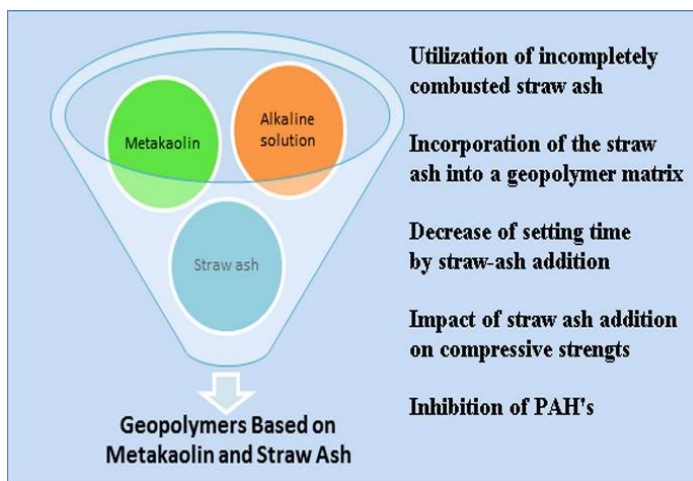 Metakaolin
Alkaline
solution
Straw ash
Geopolymers Based on
Metakaolin and Straw Ash
Utilization of incompletely
combusted straw ash
Incorporation of the straw
ash into a geopolymer matrix
Decrease of setting time
by straw-ash addition
Impact of straw ash addition
on compressive strengts
Inhibition of PAH's